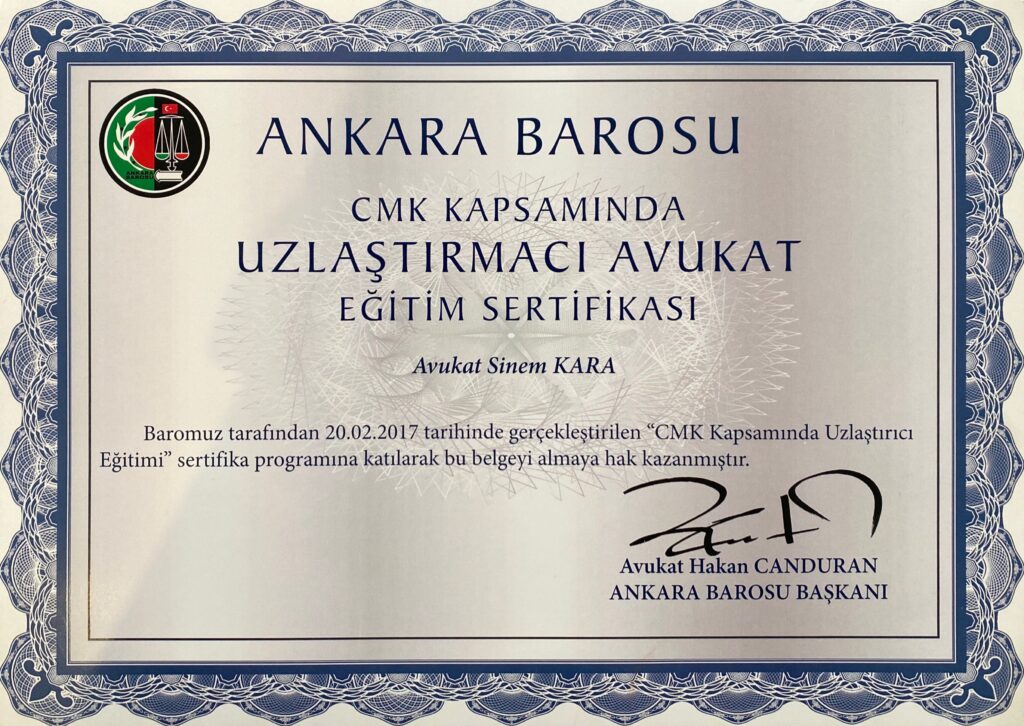 ANKARA BAROSU
ANKARA BAROSU
CMK KAPSAMINDA
UZLAŞTIRMACI AVUKAT
EĞİTİM SERTİFİKASI
Avukat Sinem KARA
Baromuz tarafından 20.02.2017 tarihinde gerçekleştirilen “CMK Kapsamında Uzlaştırıcı
Eğitimi” sertifika programına katılarak bu belgeyi almaya hak kazanmıştır.
Avukat Hakan CANDURAN
ANKARA BAROSU BAŞKANI